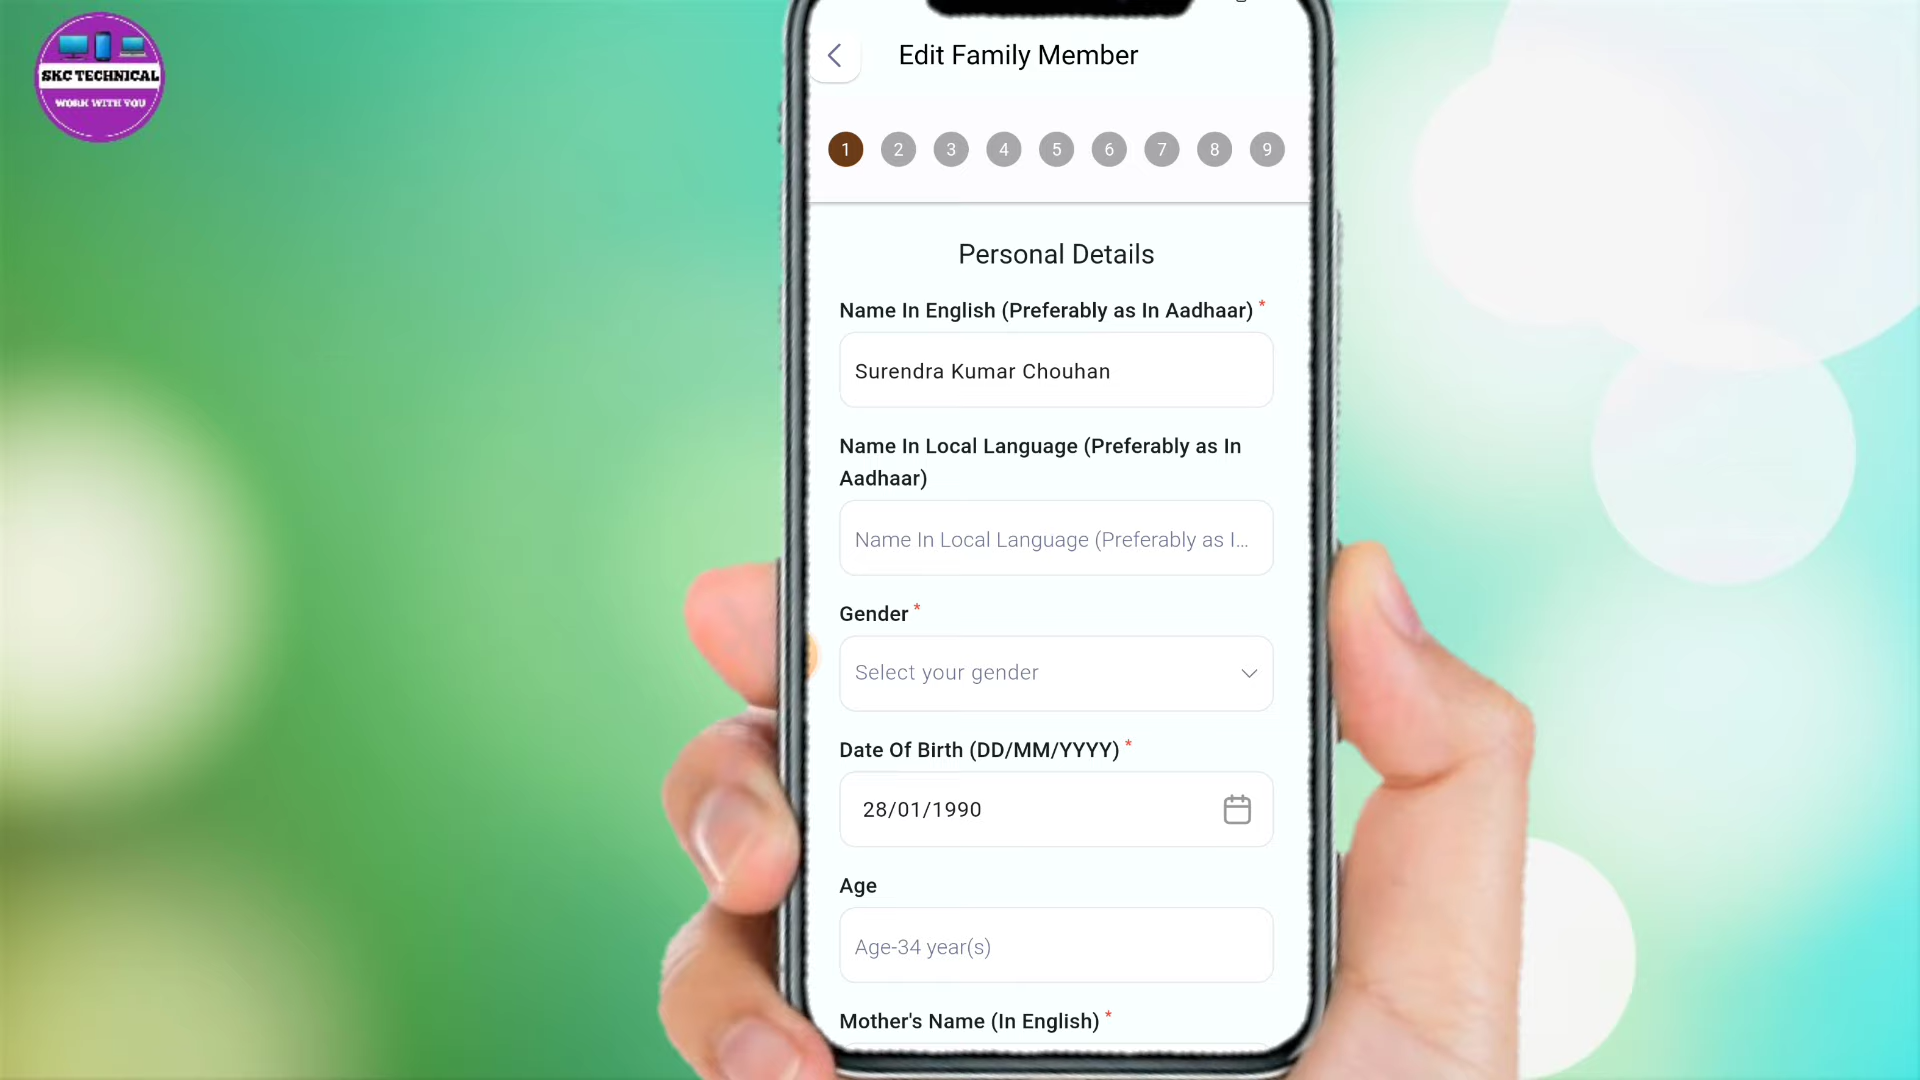 SKC TECHNICAL
WORK WITH YOU
Edit Family Member
1 2 3 4 5 6 7 8 9
Personal Details
Name In English (Preferably as In Aadhaar) *
Surendra Kumar Chouhan
Name In Local Language (Preferably as In
Aadhaar)
Name In Local Language (Preferably as I...
Gender *
Select your gender
Date Of Birth (DD/MM/YYYY) *
28/01/1990
Age
Age-34 year(s)
Mother's Name (In English) *